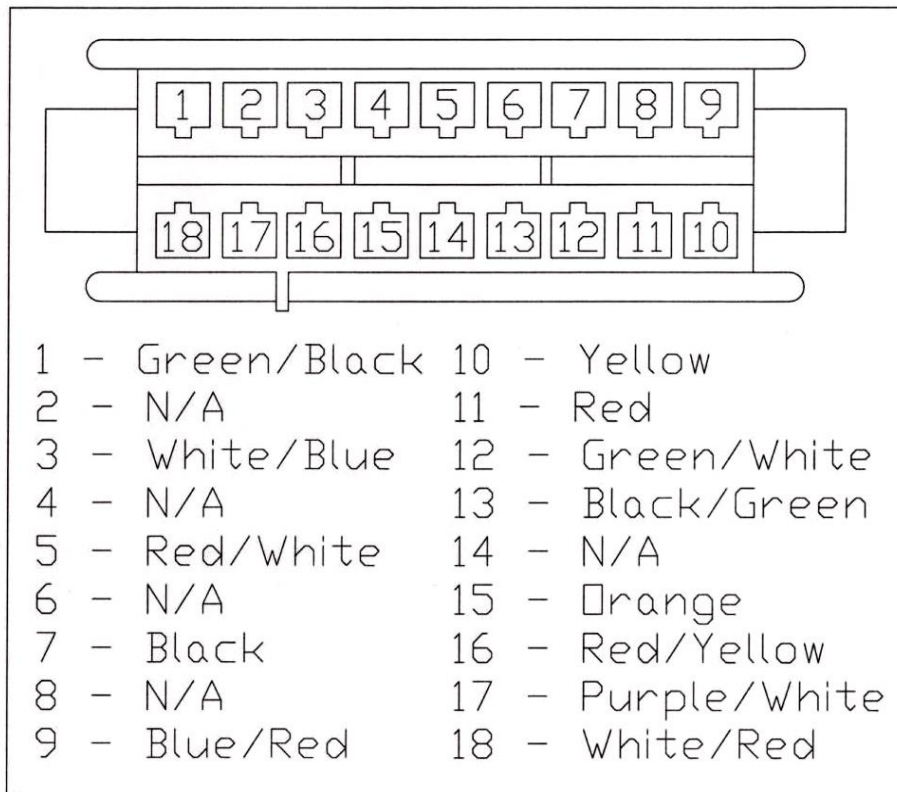 1 2 3 4 5 6 7 8 9
18 17 16 15 14 13 12 11 10
1 - Green/Black
2 - N/A
3 - White/Blue
4 - N/A
5 - Red/White
6 - N/A
7 - Black
8 - N/A
9 - Blue/Red
10 - Yellow
11 - Red
12 - Green/White
13 - Black/Green
14 - N/A
15 - Orange
16 - Red/Yellow
17 - Purple/White
18 - White/Red